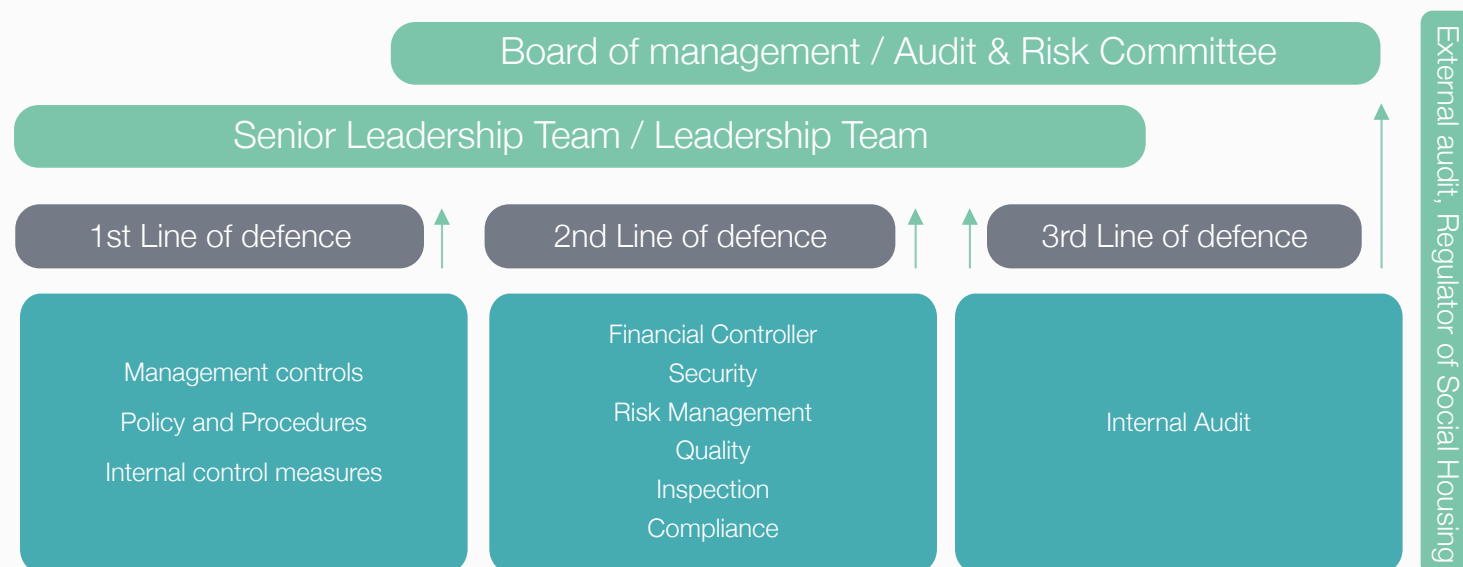 Board of management / Audit & Risk Committee
Senior Leadership Team / Leadership Team
1st Line of defence
2nd Line of defence
3rd Line of defence
Management controls
Policy and Procedures
Internal control measures
Financial Controller
Security
Risk Management
Quality
Inspection
Compliance
Internal Audit
External audit, Regulator of Social Housing